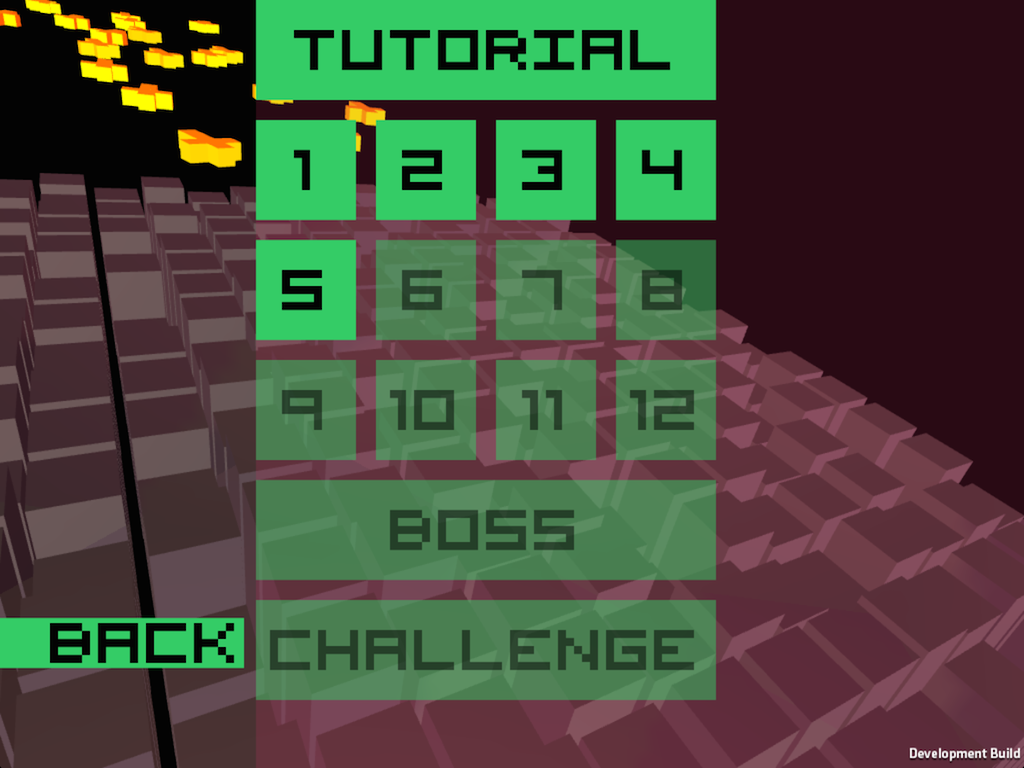 TUTORIAL
1 2 3 4
5 6 7 8
9 10 11 12
BOSS
BACK CHALLENGE
Development Build